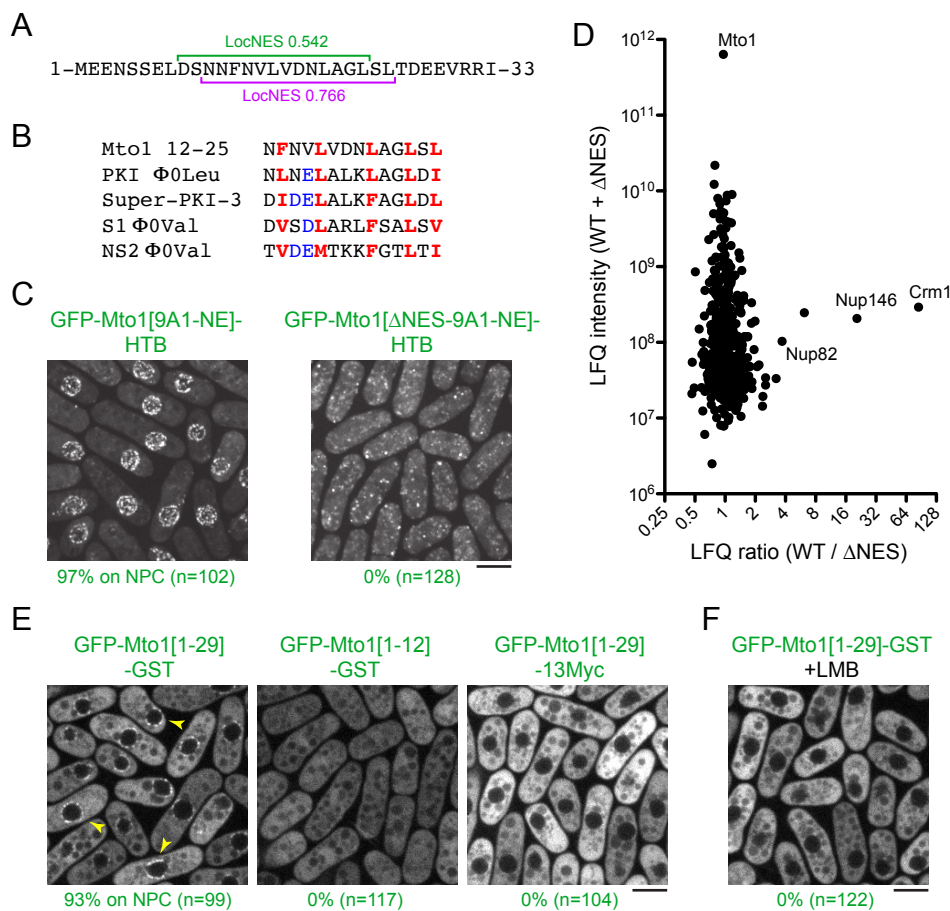 A
LocNES 0.542
1-MEENSSELDSNNFNVLVDNLAGLSLTDEEVRRI-33
LocNES 0.766
B
Mto1 12-25 NFNVLVDNLAGLSL
PKI Φ0Leu NLNELALKLAGLDI
Super-PKI-3 DIDELALKFAGLDL
S1 Φ0Val DVSDLARLFSALSV
NS2 Φ0Val TVDEMTKKFGTLTI
C
GFP-Mto1[9A1-NE]-
HTB
97% on NPC (n=102)
GFP-Mto1[ΔNES-9A1-NE]-
HTB
0% (n=128)
D
LFQ intensity (WT + ΔNES)
10¹²
10¹¹
10¹⁰
10⁹
10⁸
10⁷
10⁶
Mto1
Crm1
Nup146
Nup82
0.25 0.5 1 2 4 8 16 32 64 128
LFQ ratio (WT / ΔNES)
E
GFP-Mto1[1-29]
-GST
93% on NPC (n=99)
GFP-Mto1[1-12]
-GST
0% (n=117)
GFP-Mto1[1-29]
-13Myc
0% (n=104)
F
GFP-Mto1[1-29]-GST
+LMB
0% (n=122)